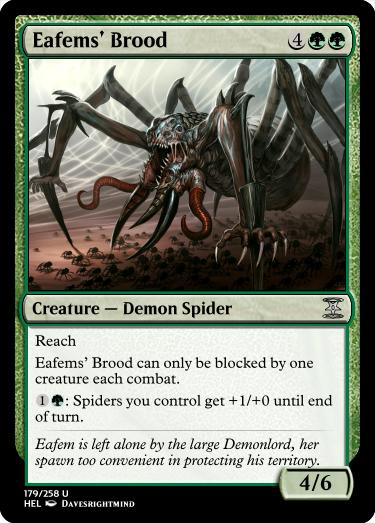 Eafems' Brood 4
Creature — Demon Spider
Reach
Eafems' Brood can only be blocked by one
creature each combat.
1 : Spiders you control get +1/+0 until end
of turn.
Eafem is left alone by the large Demonlord, her
spawn too convenient in protecting his territory.
4/6
179/258 U
HEL DAVESRIGHTMIND